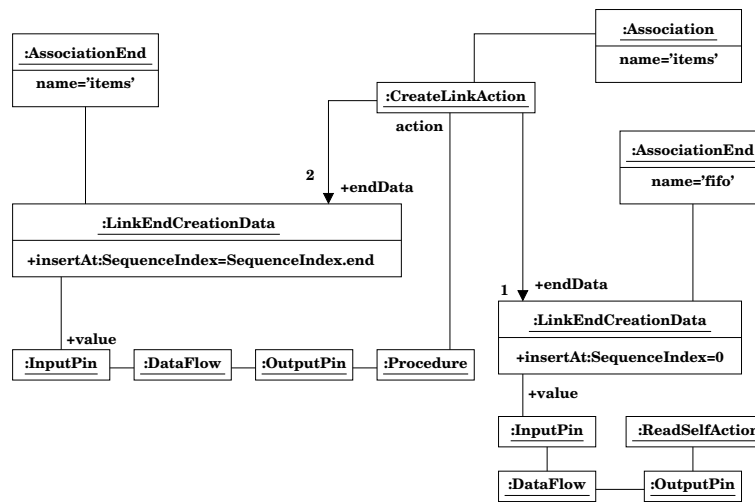 :Association
name='items'
:AssociationEnd
name='items'
:CreateLinkAction
action
:AssociationEnd
name='fifo'
2
+endData
:LinkEndCreationData
+insertAt:SequenceIndex=SequenceIndex.end
1
+endData
:LinkEndCreationData
+insertAt:SequenceIndex=0
+value
:InputPin
:DataFlow
:OutputPin
:Procedure
+value
:InputPin
:ReadSelfAction
:DataFlow
:OutputPin